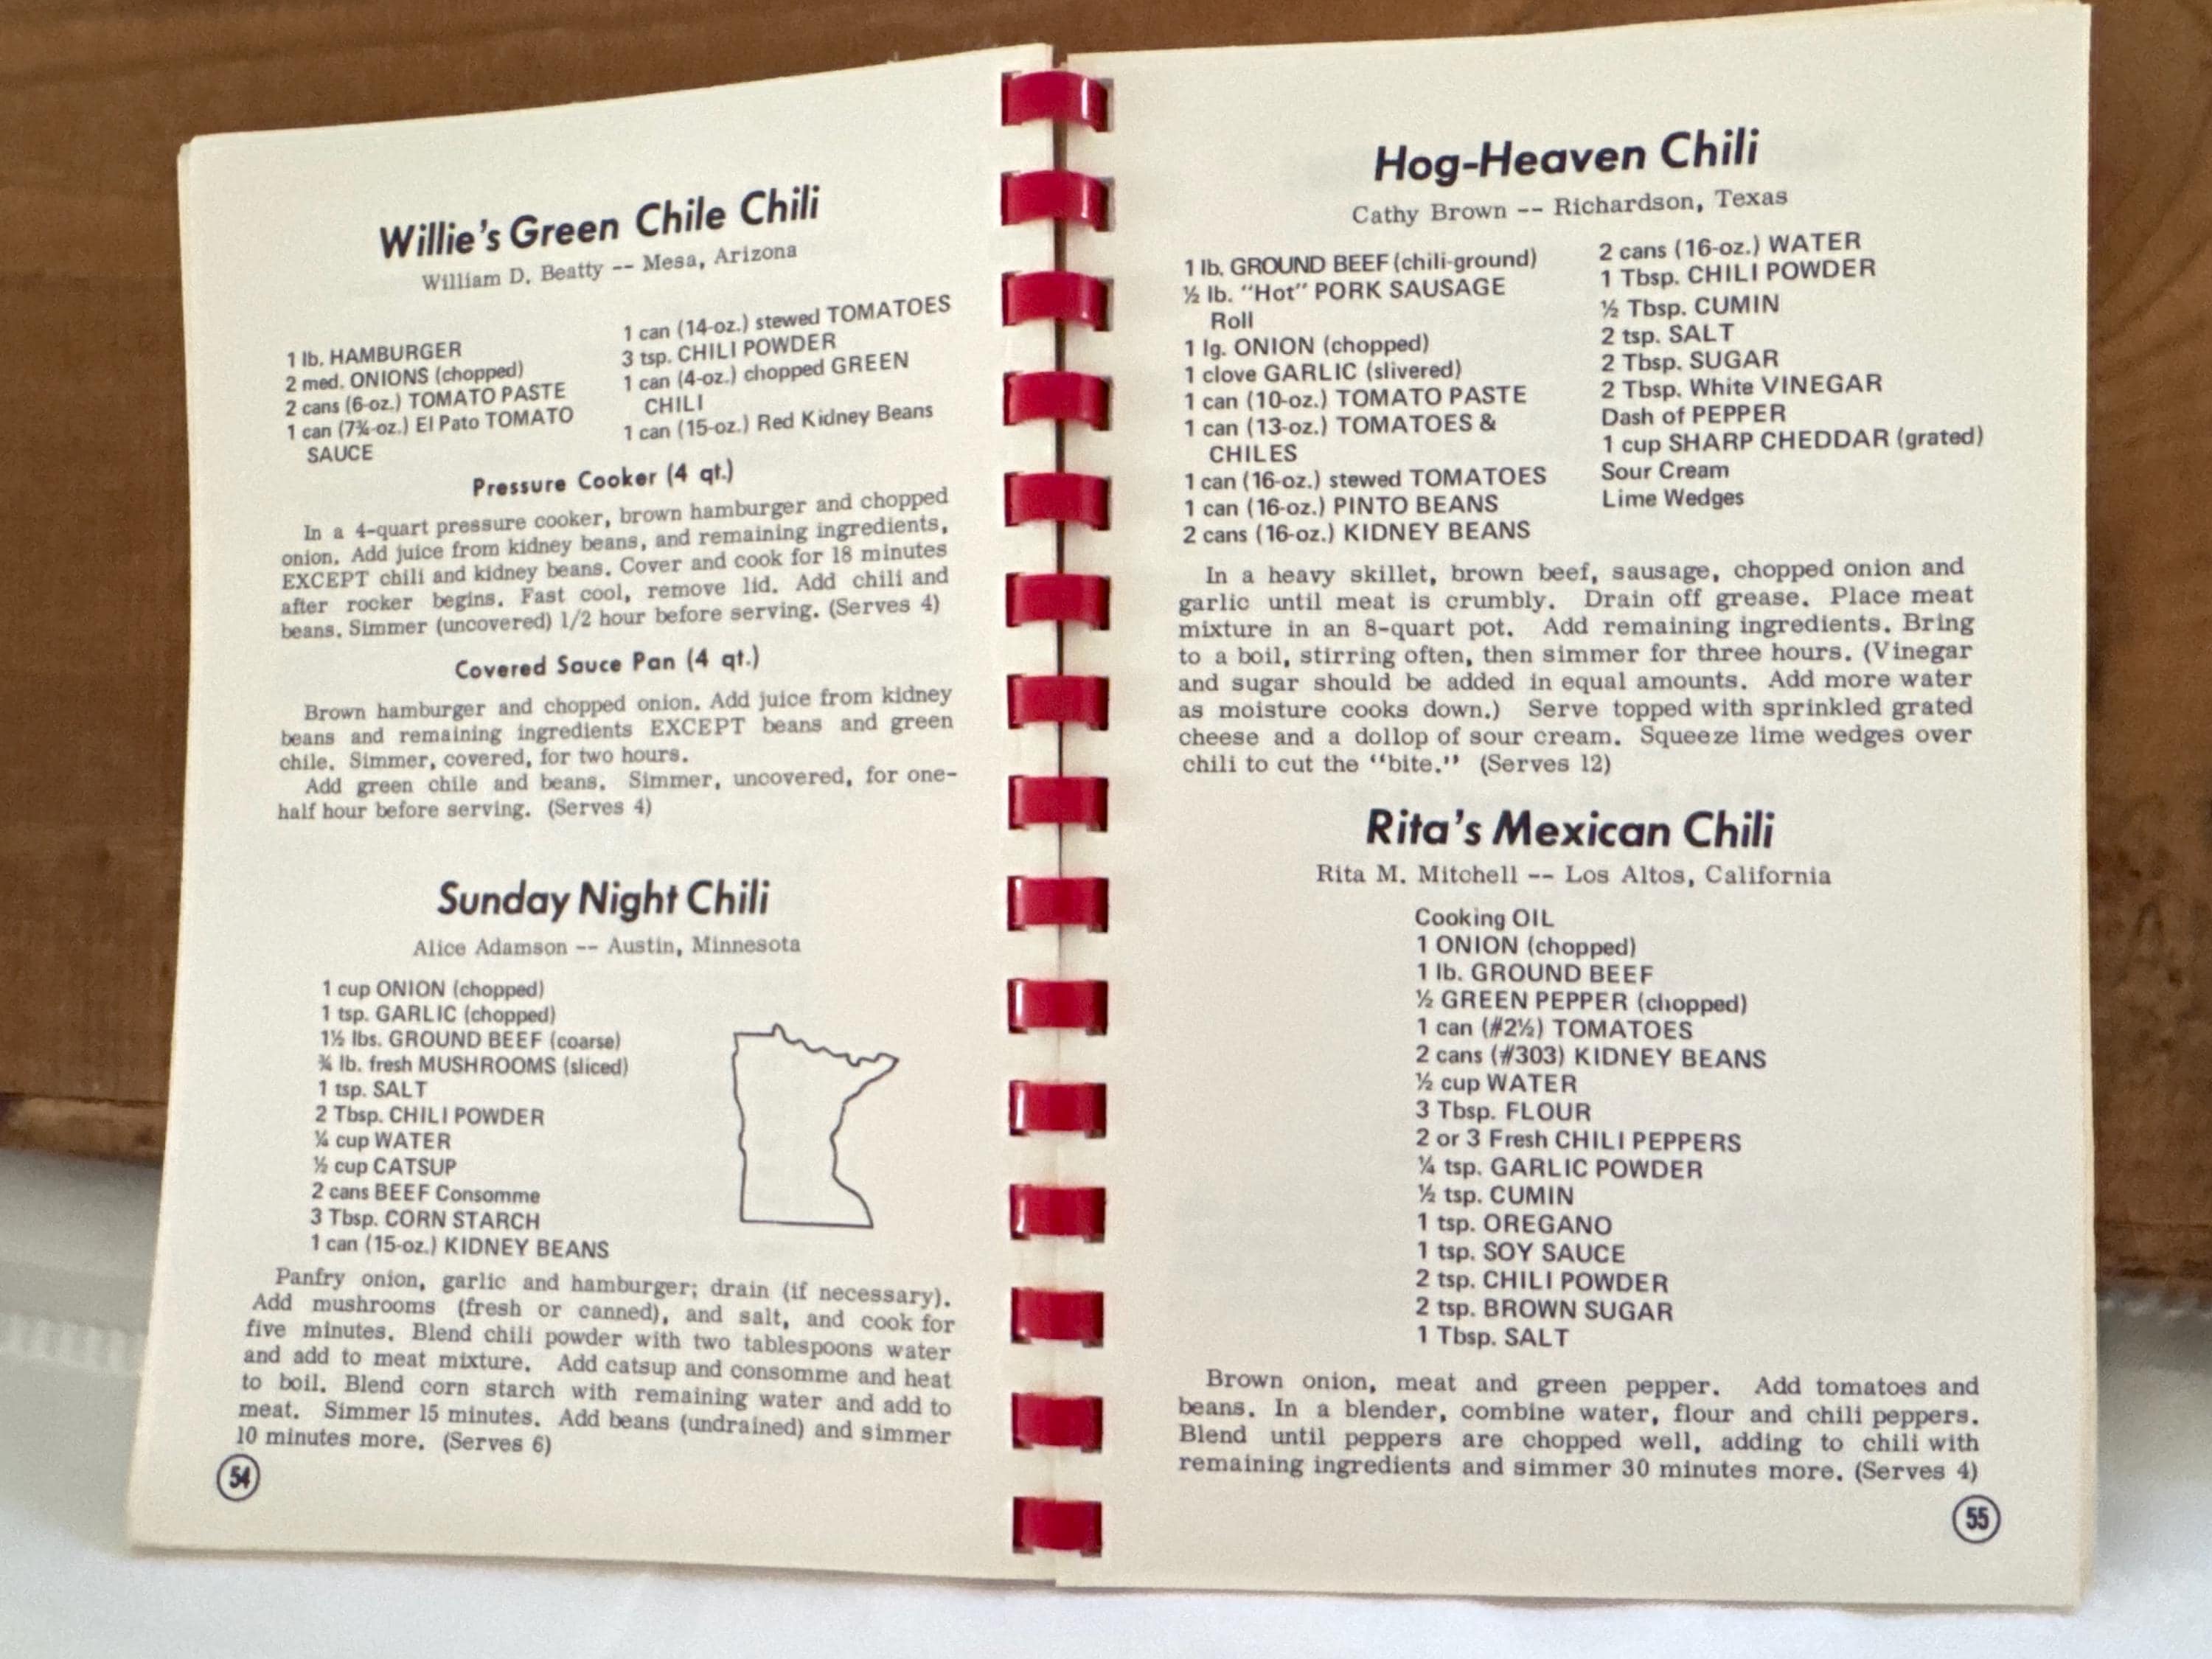 Willie's Green Chile Chili
William D. Beatty -- Mesa, Arizona
1 lb. HAMBURGER
2 med. ONIONS (chopped)
2 cans (6-oz.) TOMATO PASTE
1 can (7¾-oz.) El Pato TOMATO
SAUCE
1 can (14-oz.) stewed TOMATOES
3 tsp. CHILI POWDER
1 can (4-oz.) chopped GREEN
CHILI
1 can (15-oz.) Red Kidney Beans
Pressure Cooker (4 qt.)
In a 4-quart pressure cooker, brown hamburger and chopped
onion. Add juice from kidney beans, and remaining ingredients,
EXCEPT chili and kidney beans. Cover and cook for 18 minutes
after rocker begins. Fast cool, remove lid. Add chili and
beans. Simmer (uncovered) 1/2 hour before serving. (Serves 4)
Covered Sauce Pan (4 qt.)
Brown hamburger and chopped onion. Add juice from kidney
beans and remaining ingredients EXCEPT beans and green
chile. Simmer, covered, for two hours.
Add green chile and beans. Simmer, uncovered, for one-
half hour before serving. (Serves 4)
Sunday Night Chili
Alice Adamson -- Austin, Minnesota
1 cup ONION (chopped)
1 tsp. GARLIC (chopped)
1½ lbs. GROUND BEEF (coarse)
¾ lb. fresh MUSHROOMS (sliced)
1 tsp. SALT
2 Tbsp. CHILI POWDER
¼ cup WATER
½ cup CATSUP
2 cans BEEF Consomme
3 Tbsp. CORN STARCH
1 can (15-oz.) KIDNEY BEANS
Panfry onion, garlic and hamburger; drain (if necessary).
Add mushrooms (fresh or canned), and salt, and cook for
five minutes. Blend chili powder with two tablespoons water
and add to meat mixture. Add catsup and consomme and heat
to boil. Blend corn starch with remaining water and add to
meat. Simmer 15 minutes. Add beans (undrained) and simmer
10 minutes more. (Serves 6)
54
Hog-Heaven Chili
Cathy Brown -- Richardson, Texas
1 lb. GROUND BEEF (chili-ground)
½ lb. "Hot" PORK SAUSAGE
Roll
1 lg. ONION (chopped)
1 clove GARLIC (slivered)
1 can (10-oz.) TOMATO PASTE
1 can (13-oz.) TOMATOES &
CHILES
1 can (16-oz.) stewed TOMATOES
1 can (16-oz.) PINTO BEANS
2 cans (16-oz.) KIDNEY BEANS
2 cans (16-oz.) WATER
1 Tbsp. CHILI POWDER
½ Tbsp. CUMIN
2 tsp. SALT
2 Tbsp. SUGAR
2 Tbsp. White VINEGAR
Dash of PEPPER
1 cup SHARP CHEDDAR (grated)
Sour Cream
Lime Wedges
In a heavy skillet, brown beef, sausage, chopped onion and
garlic until meat is crumbly. Drain off grease. Place meat
mixture in an 8-quart pot. Add remaining ingredients. Bring
to a boil, stirring often, then simmer for three hours. (Vinegar
and sugar should be added in equal amounts. Add more water
as moisture cooks down.) Serve topped with sprinkled grated
cheese and a dollop of sour cream. Squeeze lime wedges over
chili to cut the "bite." (Serves 12)
Rita's Mexican Chili
Rita M. Mitchell -- Los Altos, California
Cooking OIL
1 ONION (chopped)
1 lb. GROUND BEEF
½ GREEN PEPPER (chopped)
1 can (#2½) TOMATOES
2 cans (#303) KIDNEY BEANS
½ cup WATER
3 Tbsp. FLOUR
2 or 3 Fresh CHILI PEPPERS
¼ tsp. GARLIC POWDER
½ tsp. CUMIN
1 tsp. OREGANO
1 tsp. SOY SAUCE
2 tsp. CHILI POWDER
2 tsp. BROWN SUGAR
1 Tbsp. SALT
Brown onion, meat and green pepper. Add tomatoes and
beans. In a blender, combine water, flour and chili peppers.
Blend until peppers are chopped well, adding to chili with
remaining ingredients and simmer 30 minutes more. (Serves 4)
55